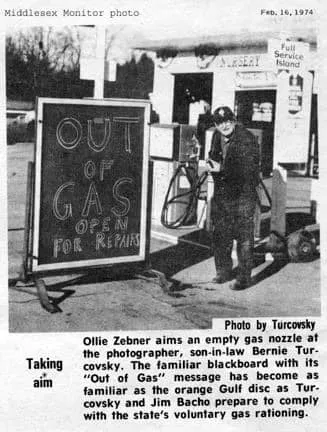 Middlesex Monitor photo
Feb. 16, 1974
Full
Service
Island
NURSERY
OUT
OF
GAS
OPEN
FOR REPAIRS
Photo by Turcovsky
Taking
aim
Ollie Zebner aims an empty gas nozzle at
the photographer, son-in-law Bernie Tur-
covsky. The familiar blackboard with its
"Out of Gas" message has become as
familiar as the orange Gulf disc as Tur-
covsky and Jim Bacho prepare to comply
with the state's voluntary gas rationing.